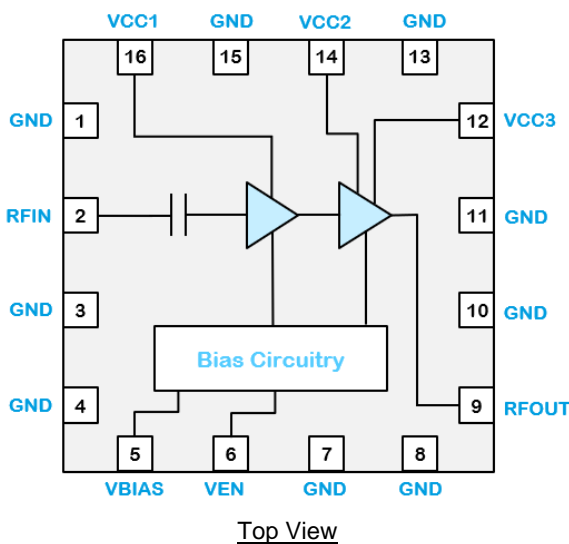 VCC1 GND VCC2 GND
16 15 14 13
GND 1 12 VCC3
RFIN 2 11 GND
GND 3 10 GND
Bias Circuitry
GND 4 9 RFOUT
5 6 7 8
VBIAS VEN GND GND
Top View